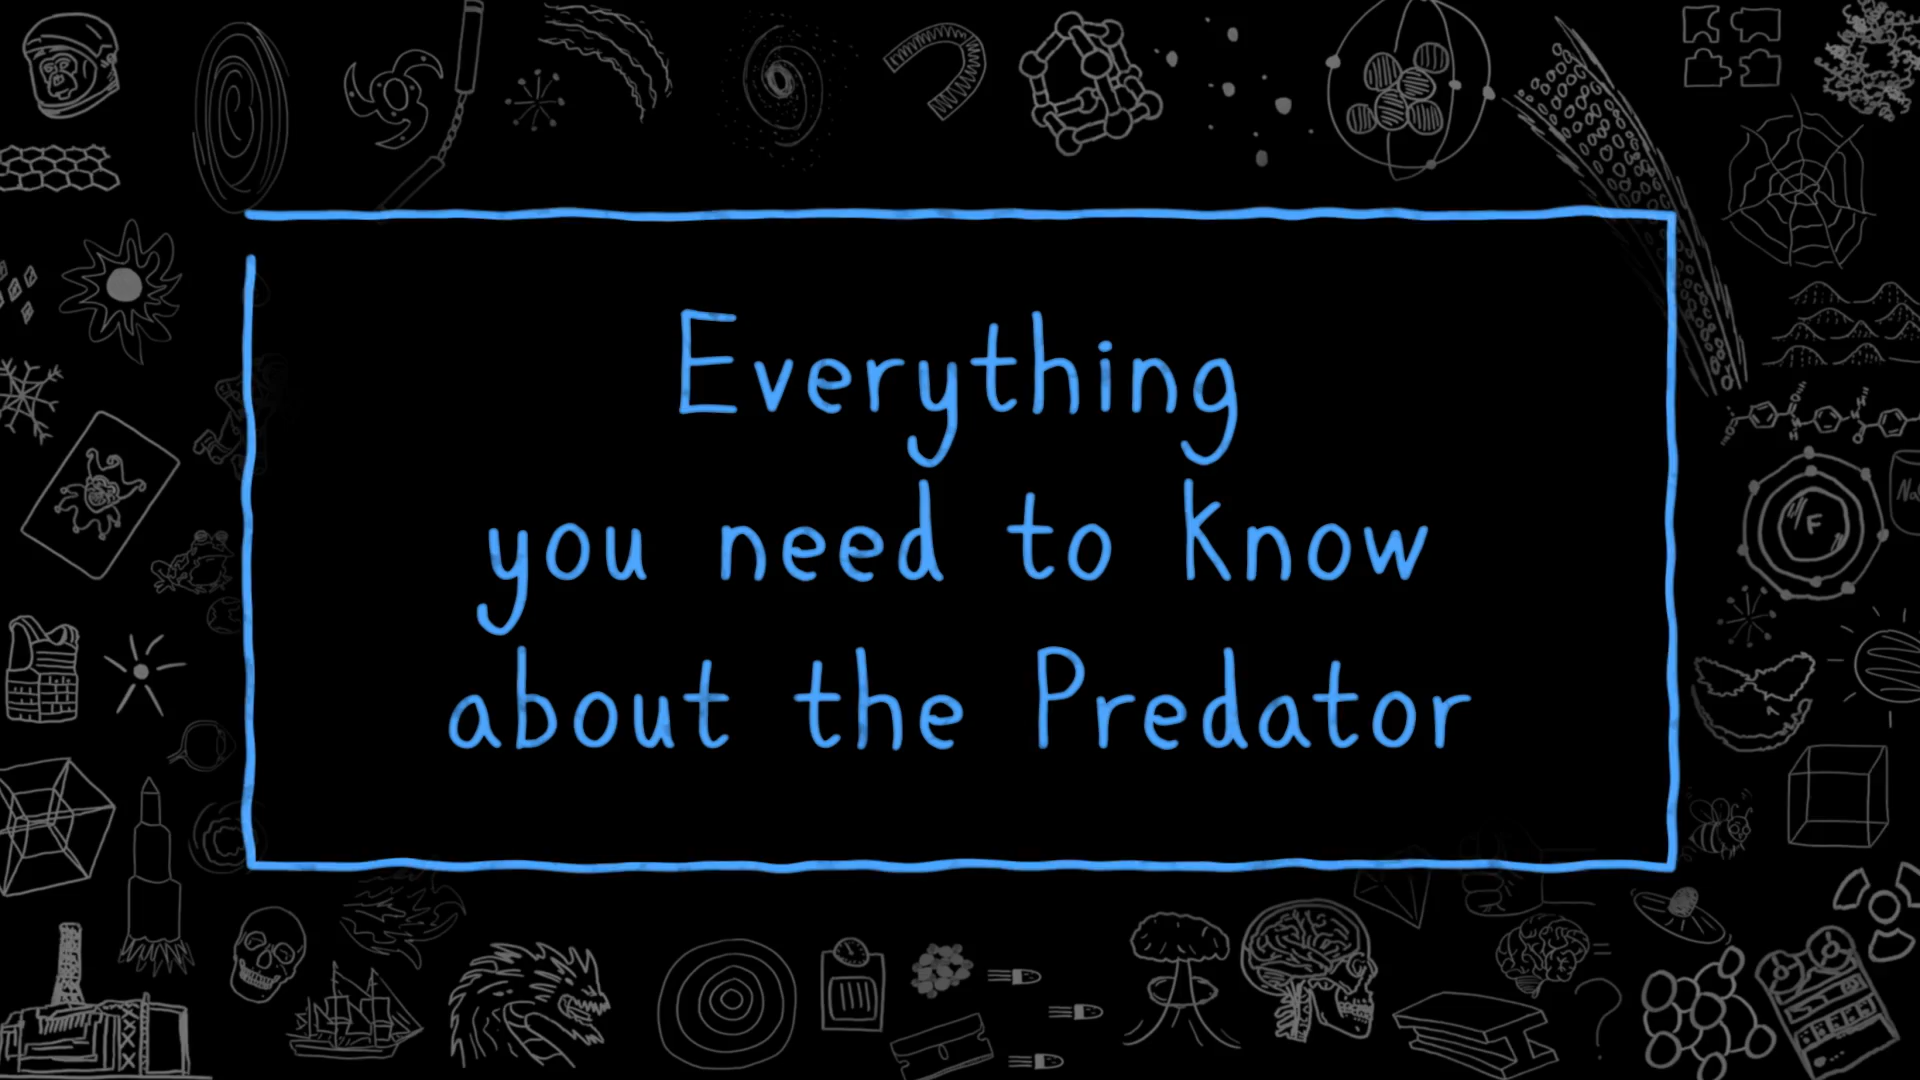 Everything
you need to know
about the Predator
F